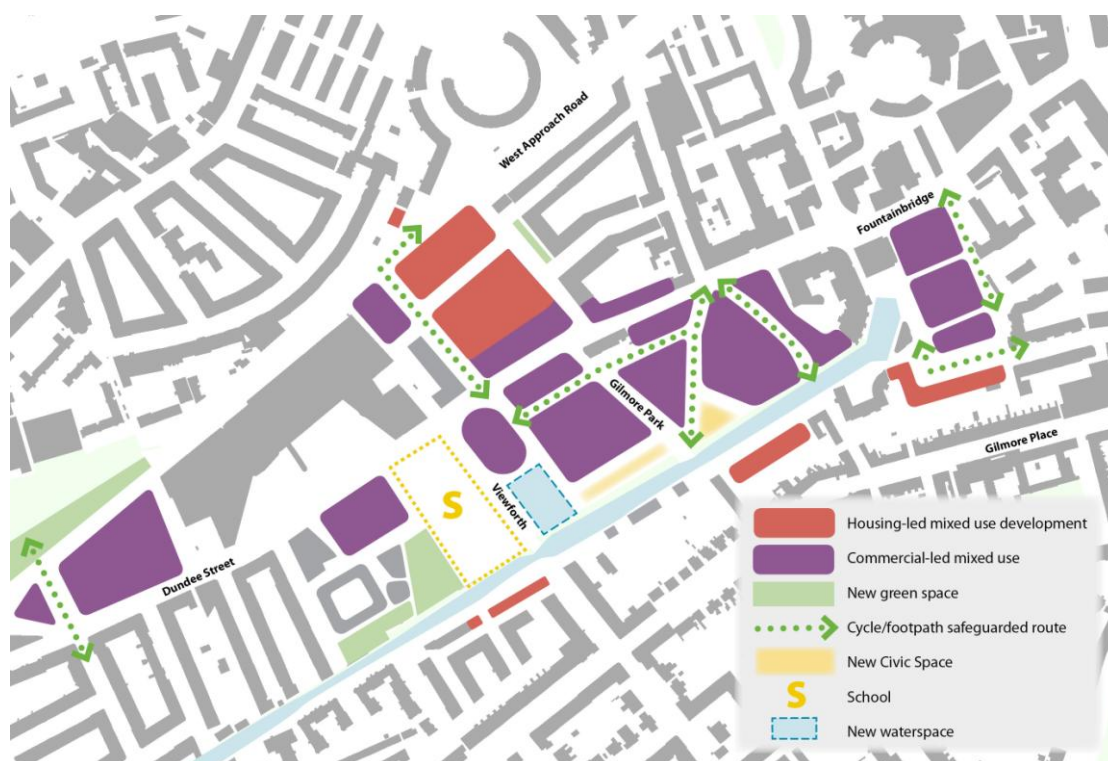 West Approach Road
Fountainbridge
Gilmore Park
Gilmore Place
S
Viewforth
Dundee Street
Housing-led mixed use development
Commercial-led mixed use
New green space
Cycle/footpath safeguarded route
New Civic Space
S
School
New waterspace